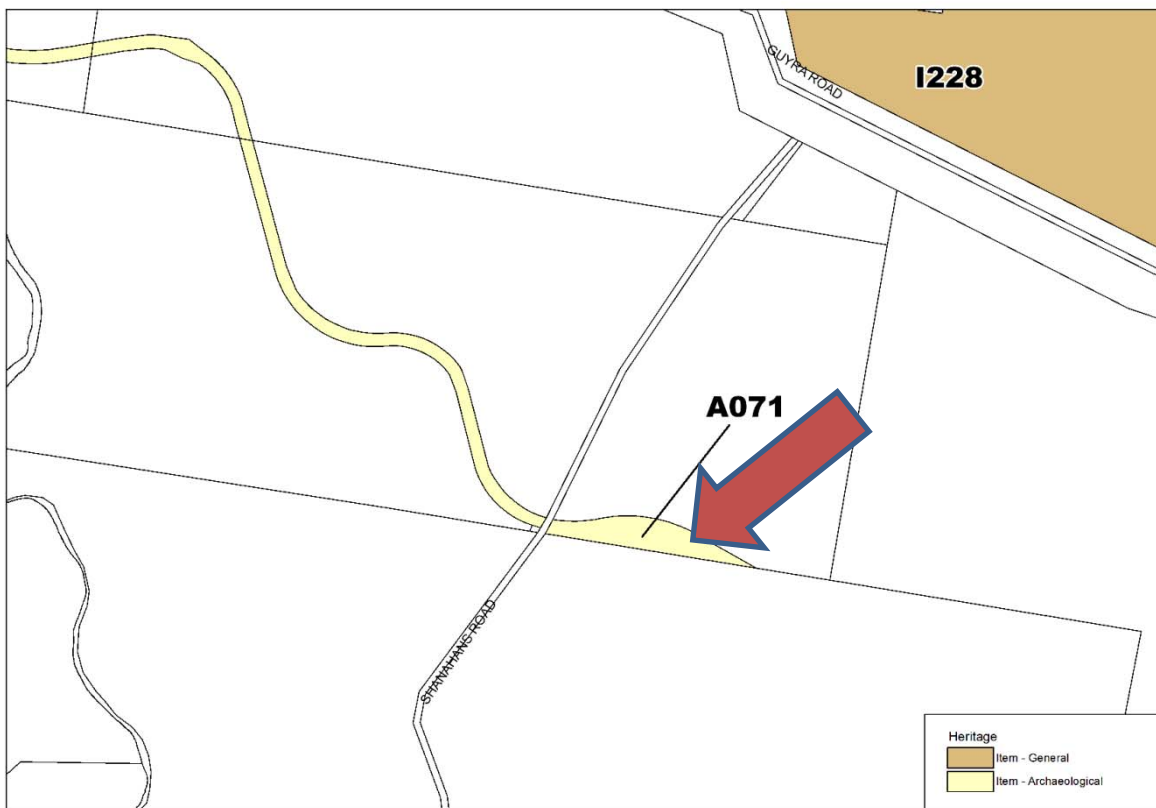 GUYRA ROAD
I228
A071
SHANAHANS ROAD
Heritage
Item - General
Item - Archaeological